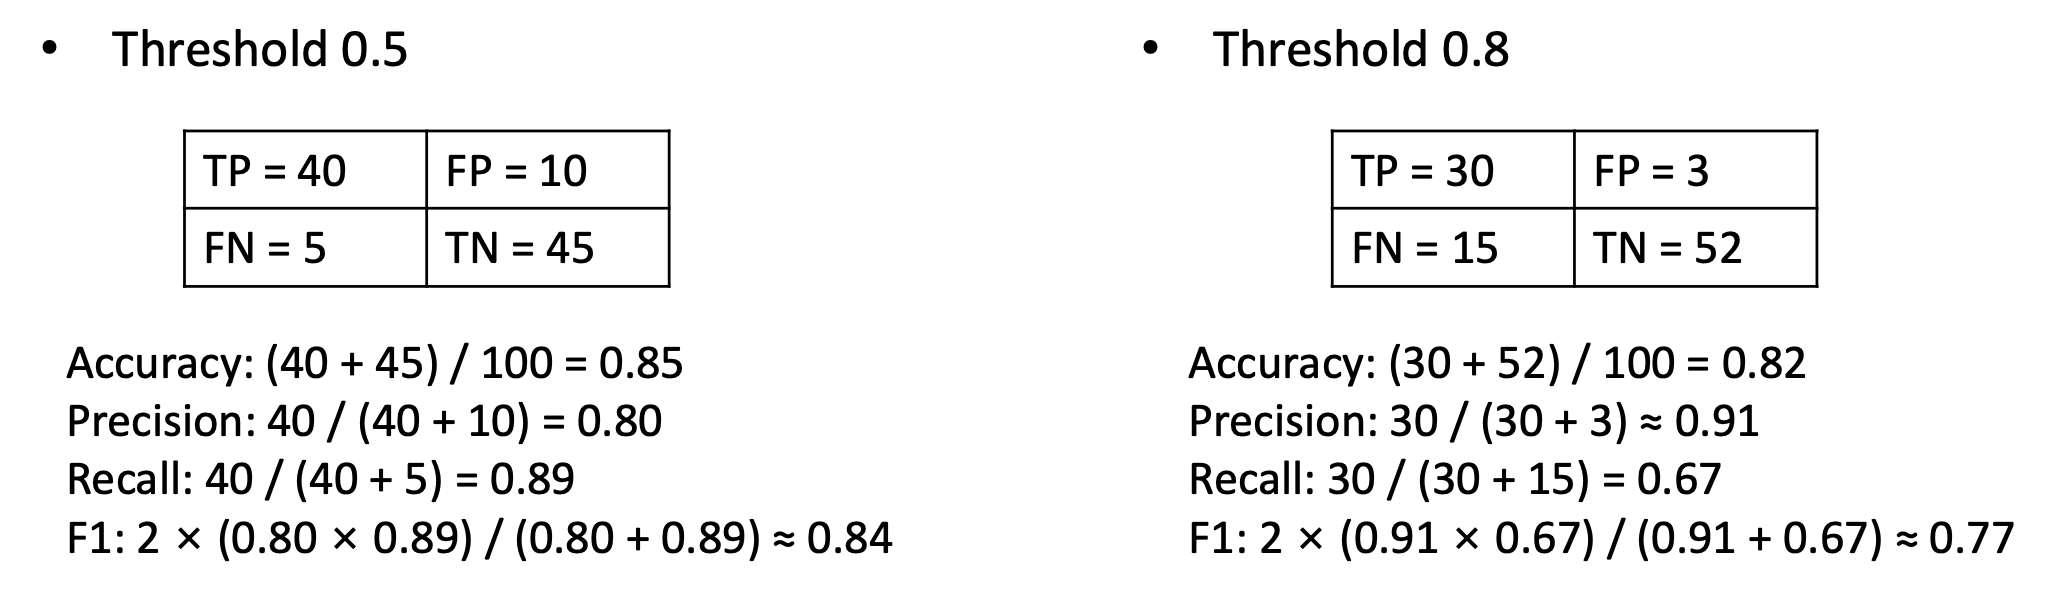 • Threshold 0.5
TP = 40 FP = 10
FN = 5 TN = 45
Accuracy: (40 + 45) / 100 = 0.85
Precision: 40 / (40 + 10) = 0.80
Recall: 40 / (40 + 5) = 0.89
F1: 2 × (0.80 × 0.89) / (0.80 + 0.89) ≈ 0.84
• Threshold 0.8
TP = 30 FP = 3
FN = 15 TN = 52
Accuracy: (30 + 52) / 100 = 0.82
Precision: 30 / (30 + 3) ≈ 0.91
Recall: 30 / (30 + 15) = 0.67
F1: 2 × (0.91 × 0.67) / (0.91 + 0.67) ≈ 0.77